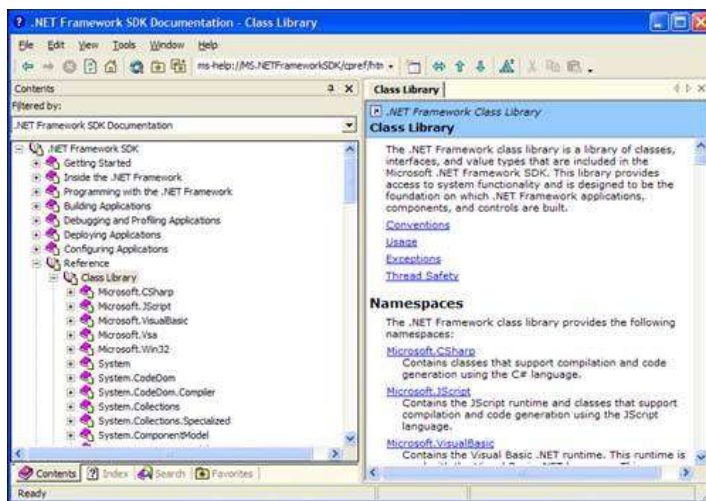 .NET Framework SDK Documentation - Class Library
File Edit View Tools Window Help
ms-help://MS.NETFrameworkSDK/cpref/htm
Contents
Filtered by:
.NET Framework SDK Documentation
.NET Framework SDK
Getting Started
Inside the .NET Framework
Programming with the .NET Framework
Building Applications
Debugging and Profiling Applications
Deploying Applications
Configuring Applications
Reference
Class Library
Microsoft.CSharp
Microsoft.JScript
Microsoft.VisualBasic
Microsoft.Vsa
Microsoft.Win32
System
System.CodeDom
System.CodeDom.Compiler
System.Collections
System.Collections.Specialized
System.ComponentModel
Contents Index Search Favorites
Ready
Class Library
.NET Framework Class Library
Class Library
The .NET Framework class library is a library of classes,
interfaces, and value types that are included in the
Microsoft .NET Framework SDK. This library provides
access to system functionality and is designed to be the
foundation on which .NET Framework applications,
components, and controls are built.
Conventions
Usage
Exceptions
Thread Safety
Namespaces
The .NET Framework class library provides the following
namespaces:
Microsoft.CSharp
Contains classes that support compilation and code
generation using the C# language.
Microsoft.JScript
Contains the JScript runtime and classes that support
compilation and code generation using the JScript
language.
Microsoft.VisualBasic
Contains the Visual Basic .NET runtime. This runtime is